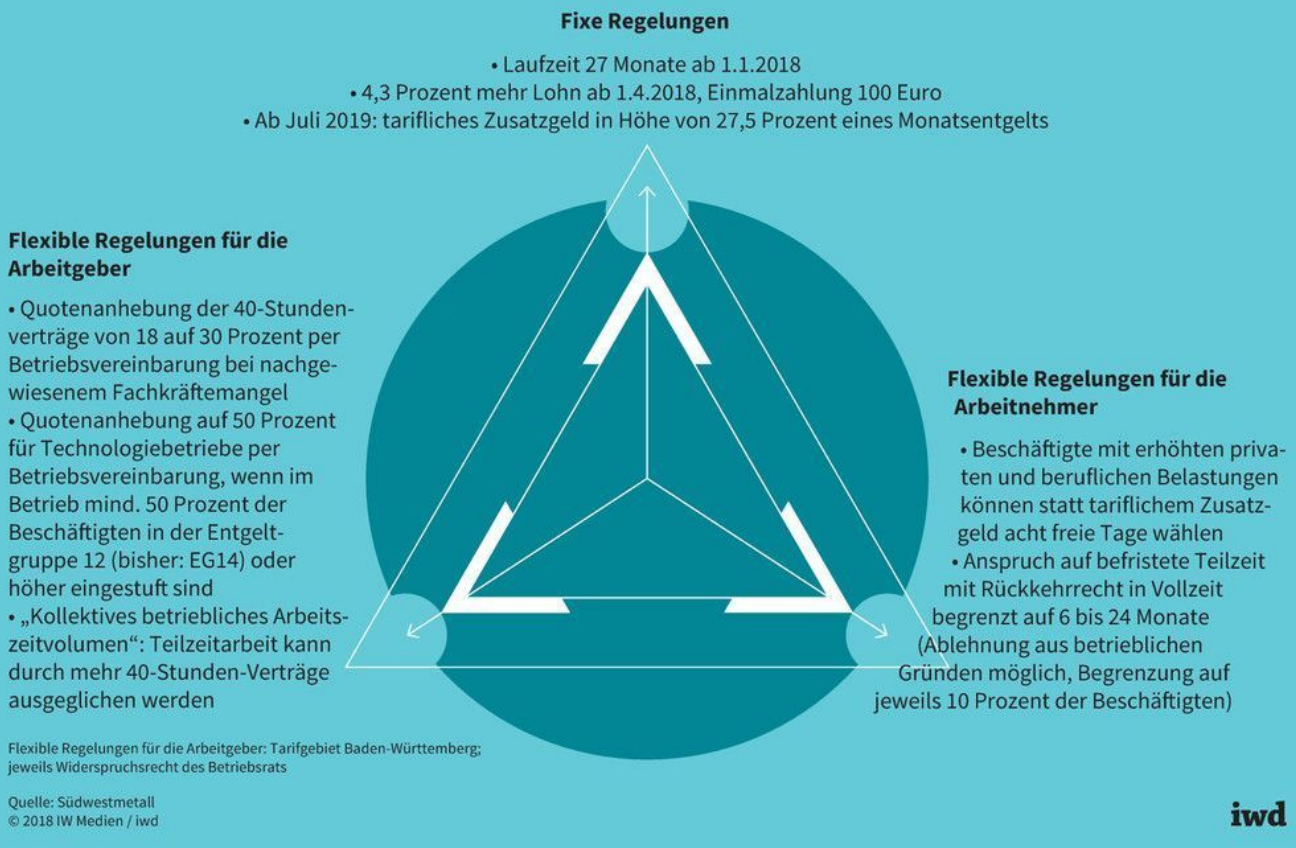 Fixe Regelungen
• Laufzeit 27 Monate ab 1.1.2018
• 4,3 Prozent mehr Lohn ab 1.4.2018, Einmalzahlung 100 Euro
• Ab Juli 2019: tarifliches Zusatzgeld in Höhe von 27,5 Prozent eines Monatsentgelts
Flexible Regelungen für die
Arbeitgeber
• Quotenanhebung der 40-Stunden-
verträge von 18 auf 30 Prozent per
Betriebsvereinbarung bei nachge-
wiesenem Fachkräftemangel
• Quotenanhebung auf 50 Prozent
für Technologiebetriebe per
Betriebsvereinbarung, wenn im
Betrieb mind. 50 Prozent der
Beschäftigten in der Entgelt-
gruppe 12 (bisher: EG14) oder
höher eingestuft sind
• „Kollektives betriebliches Arbeits-
zeitvolumen“: Teilzeitarbeit kann
durch mehr 40-Stunden-Verträge
ausgeglichen werden
Flexible Regelungen für die
Arbeitnehmer
• Beschäftigte mit erhöhten priva-
ten und beruflichen Belastungen
können statt tariflichem Zusatz-
geld acht freie Tage wählen
• Anspruch auf befristete Teilzeit
mit Rückkehrrecht in Vollzeit
begrenzt auf 6 bis 24 Monate
(Ablehnung aus betrieblichen
Gründen möglich, Begrenzung auf
jeweils 10 Prozent der Beschäftigten)
Flexible Regelungen für die Arbeitgeber: Tarifgebiet Baden-Württemberg;
jeweils Widerspruchsrecht des Betriebsrats
Quelle: Südwestmetall
© 2018 IW Medien / iwd
iwd